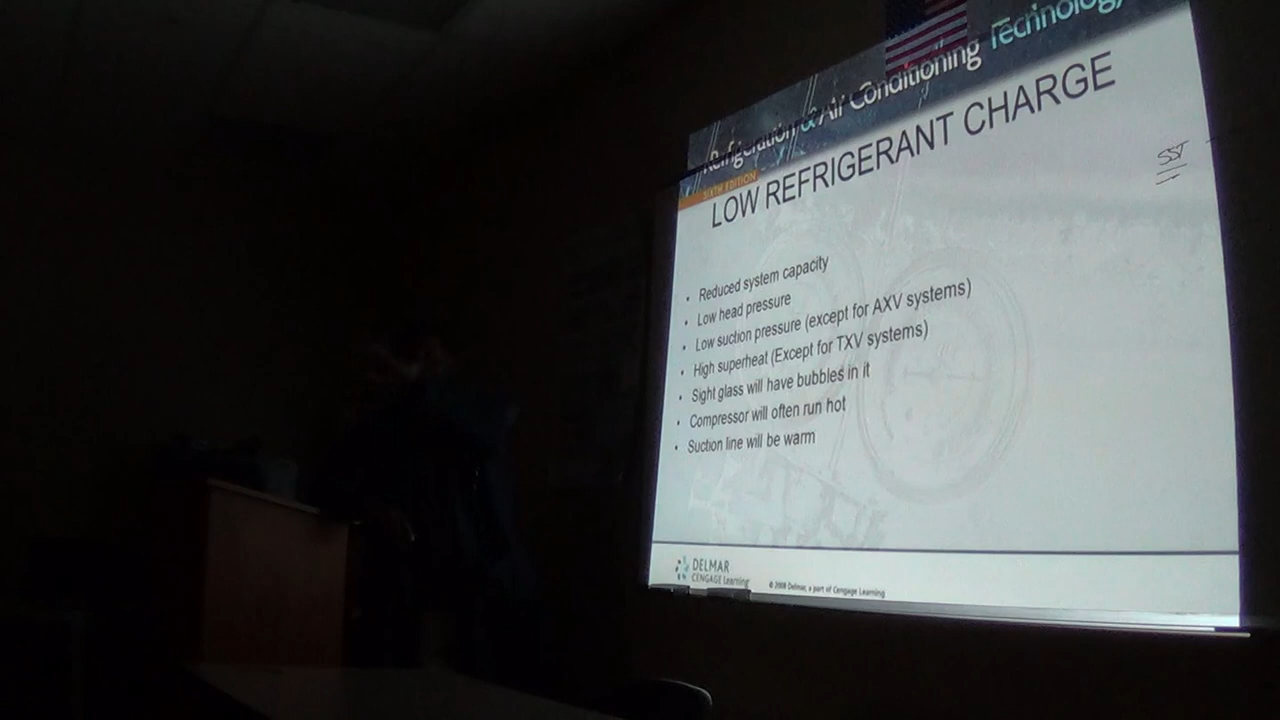 Refrigeration & Air Conditioning Technology
SIXTH EDITION
LOW REFRIGERANT CHARGE
SST
• Reduced system capacity
• Low head pressure
• Low suction pressure (except for AXV systems)
• High superheat (Except for TXV systems)
• Sight glass will have bubbles in it
• Compressor will often run hot
• Suction line will be warm
DELMAR
CENGAGE Learning
© 2009 Delmar, a part of Cengage Learning